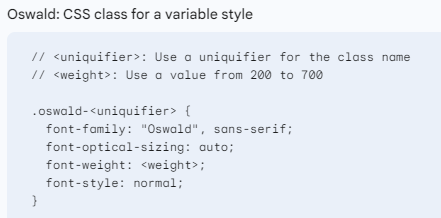 Oswald: CSS class for a variable style
// <uniquifier>: Use a uniquifier for the class name
// <weight>: Use a value from 200 to 700
.oswald-<uniquifier> {
  font-family: "Oswald", sans-serif;
  font-optical-sizing: auto;
  font-weight: <weight>;
  font-style: normal;
}